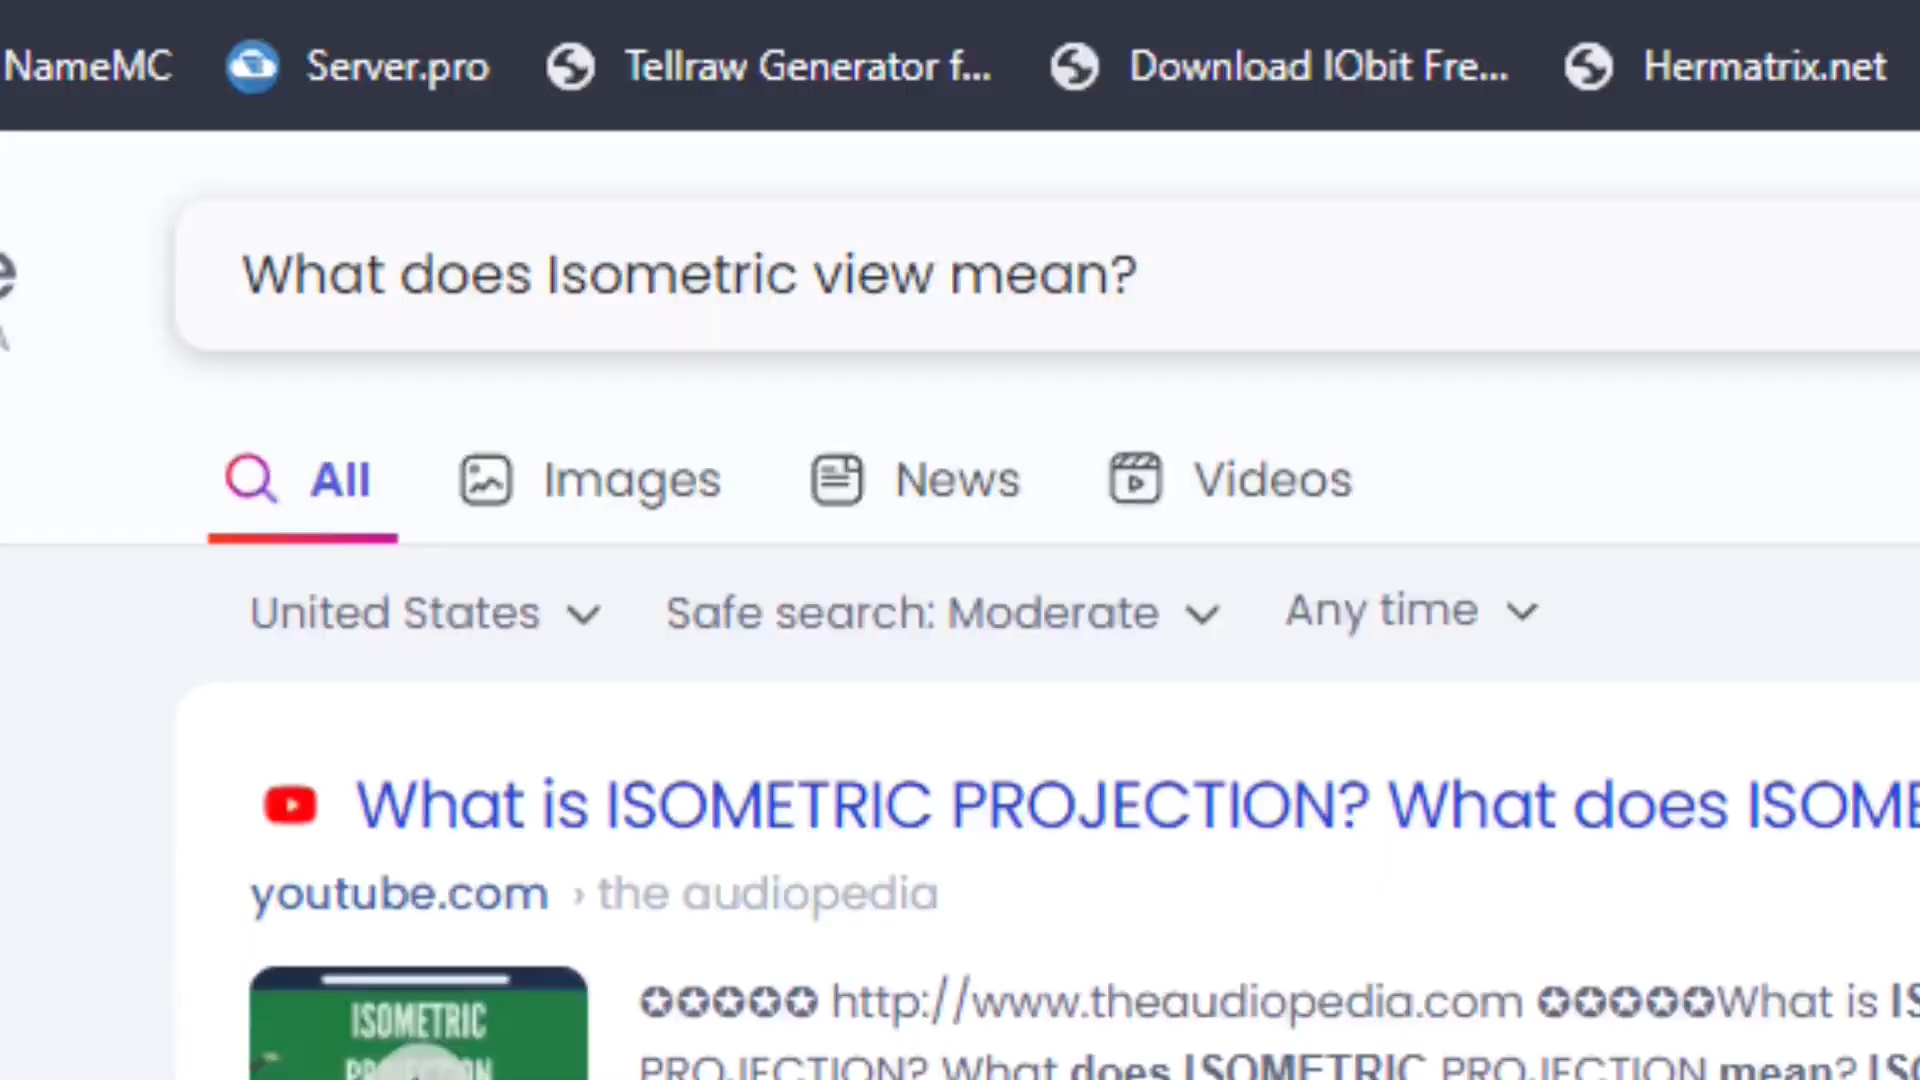 NameMC Server.pro Tellraw Generator f... Download IObit Fre... Hermatrix.net
What does Isometric view mean?
All Images News Videos
United States Safe search: Moderate Any time
What is ISOMETRIC PROJECTION? What does ISOME
youtube.com › the audiopedia
✪✪✪✪✪ http://www.theaudiopedia.com ✪✪✪✪✪What is IS
ISOMETRIC
PROJECTION? What does ISOMETRIC PROJECTION mean? ISO